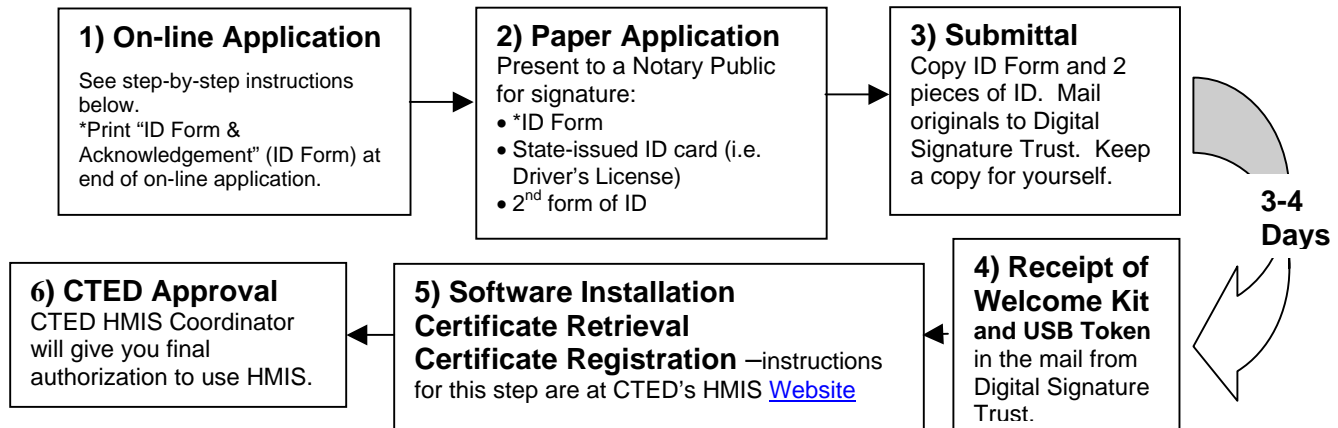 1) On-line Application
See step-by-step instructions
below.
*Print “ID Form &
Acknowledgement” (ID Form) at
end of on-line application.
2) Paper Application
Present to a Notary Public
for signature:
• *ID Form
• State-issued ID card (i.e.
Driver’s License)
• 2nd form of ID
3) Submittal
Copy ID Form and 2
pieces of ID. Mail
originals to Digital
Signature Trust. Keep
a copy for yourself.
3-4
Days
4) Receipt of
Welcome Kit
and USB Token
in the mail from
Digital Signature
Trust.
5) Software Installation
Certificate Retrieval
Certificate Registration –instructions
for this step are at CTED’s HMIS Website
6) CTED Approval
CTED HMIS Coordinator
will give you final
authorization to use HMIS.